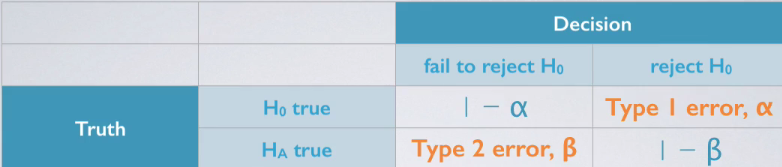 Decision
fail to reject H₀ reject H₀
Truth H₀ true 1 – α Type 1 error, α
Hᴀ true Type 2 error, β 1 – β